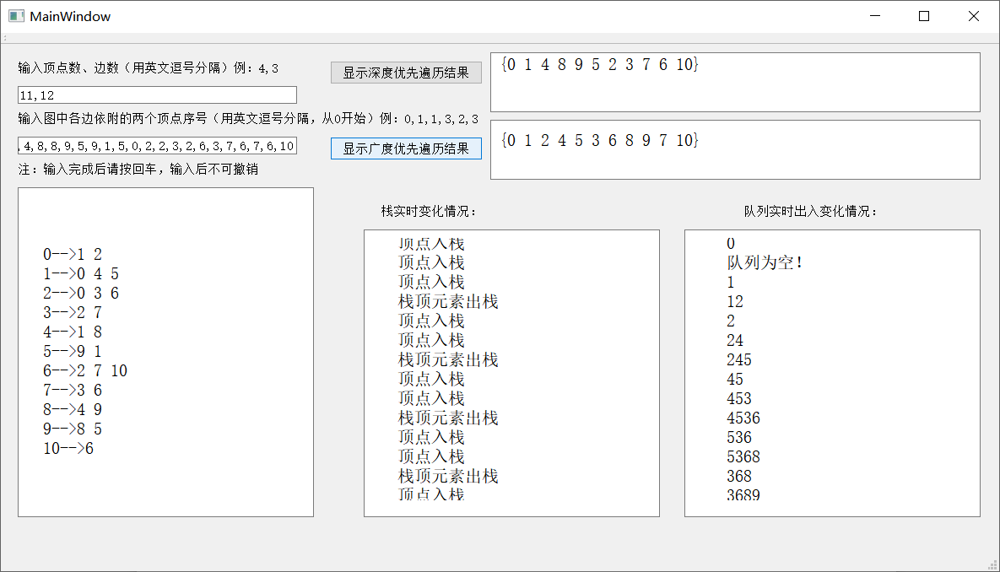 MainWindow
输入顶点数、边数（用英文逗号分隔）例：4,3
11,12
输入图中各边依附的两个顶点序号（用英文逗号分隔，从0开始）例：0,1,1,3,2,3
,4,8,8,9,5,9,1,5,0,2,2,3,2,6,3,7,6,7,6,10
注：输入完成后请按回车，输入后不可撤销
显示深度优先遍历结果
{0 1 4 8 9 5 2 3 7 6 10}
显示广度优先遍历结果
{0 1 2 4 5 3 6 8 9 7 10}
0-->1 2
1-->0 4 5
2-->0 3 6
3-->2 7
4-->1 8
5-->9 1
6-->2 7 10
7-->3 6
8-->4 9
9-->8 5
10-->6
栈实时变化情况：
顶点入栈
顶点入栈
顶点入栈
栈顶元素出栈
顶点入栈
顶点入栈
栈顶元素出栈
顶点入栈
顶点入栈
栈顶元素出栈
顶点入栈
顶点入栈
栈顶元素出栈
顶点入栈
队列实时出入变化情况：
0
队列为空！
1
12
2
24
245
45
453
4536
536
5368
368
3689